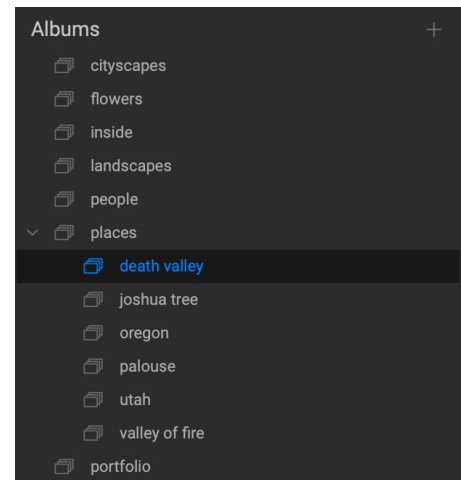 Albums
cityscapes
flowers
inside
landscapes
people
places
death valley
joshua tree
oregon
palouse
utah
valley of fire
portfolio